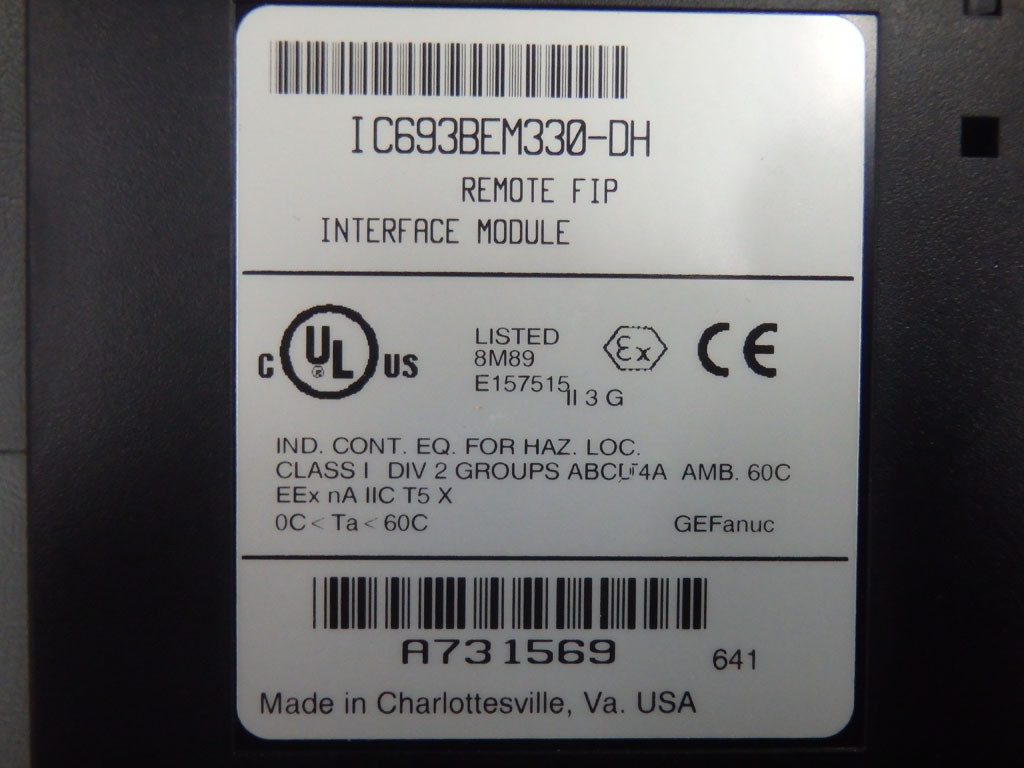 IC693BEM330-DH
REMOTE FIP
INTERFACE MODULE
C UL ® US
LISTED
8M89
E157515
Ex
II 3 G
CE
IND. CONT. EQ. FOR HAZ. LOC.
CLASS I DIV 2 GROUPS AMB. 60C
EEx nA IIC T5 X
0C < Ta < 60C GEFanuc
A731569
641
Made in Charlottesville, Va. USA